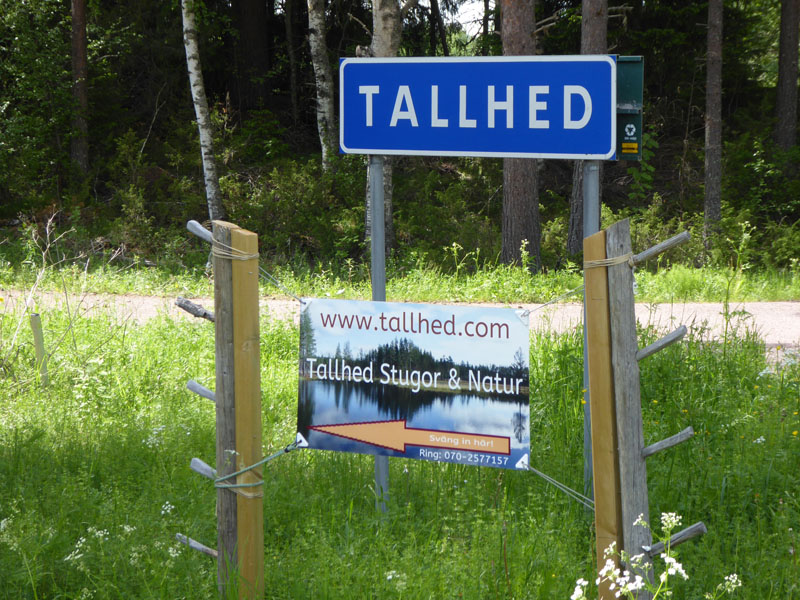 TALLHED
www.tallhed.com
Tallhed Stugor & Natur
Sväng in här!
Ring: 070-2577157